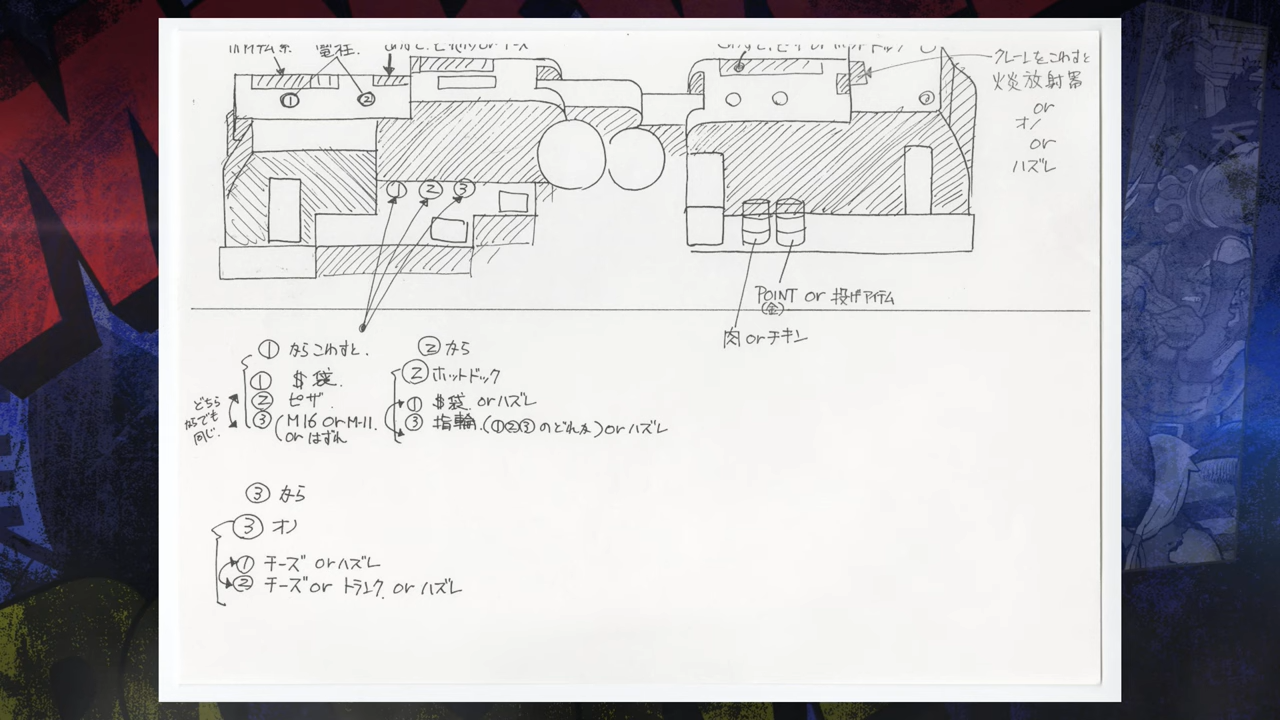 電柱.
クレーンをこわすと
火炎放射器
or
オノ
or
ハズレ
① ②
① ② ③
POINT or 投げアイテム
(金)
肉 or チキン
① からこわすと.
① $袋.
② ピザ.
③ (M16 or M-11.
or はずれ
どちら
からでも
同じ.
② から
② ホットドック
① $袋. or ハズレ
③ 指輪.(①②③のどれか) or ハズレ
③ から
③ オノ
① チーズ or ハズレ
② チーズ or トランク. or ハズレ